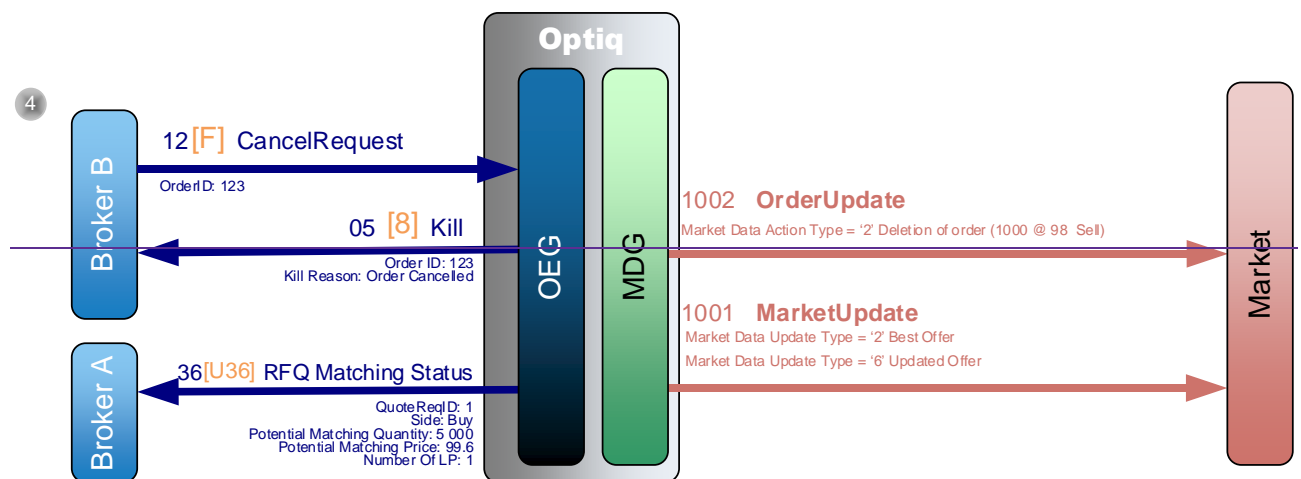 Optiq
4
Broker B
12 [F] CancelRequest
OrderID: 123
05 [8] Kill
Order ID: 123
Kill Reason: Order Cancelled
OEG
MDG
1002 OrderUpdate
Market Data Action Type = ‘2’ Deletion of order (1000 @ 98 Sell)
1001 MarketUpdate
Market Data Update Type = ‘2’ Best Offer
Market Data Update Type = ‘6’ Updated Offer
Market
Broker A
36 [U36] RFQ Matching Status
QuoteReqID: 1
Side: Buy
Potential Matching Quantity: 5 000
Potential Matching Price: 99.6
Number Of LP: 1